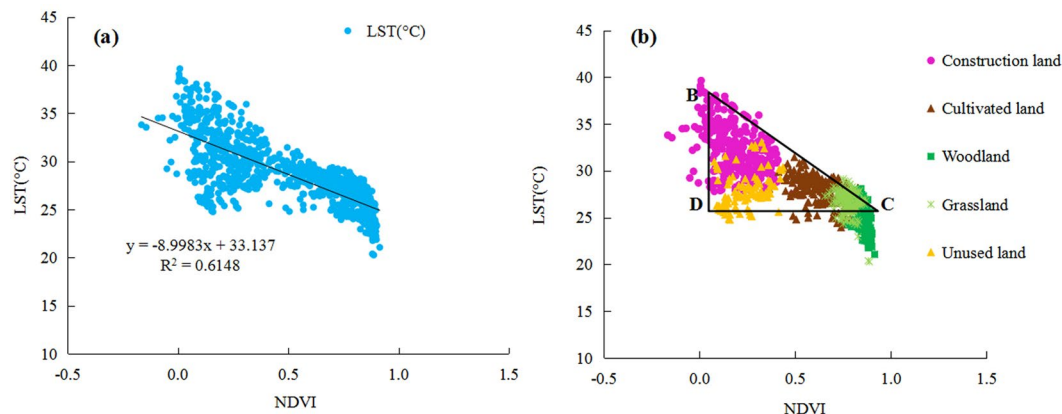 (a)
LST(°C)
LST(°C)
45
40
35
30
25
20
15
10
y = -8.9983x + 33.137
R² = 0.6148
-0.5
0.0
0.5
1.0
1.5
NDVI
(b)
LST(°C)
45
40
35
30
25
20
15
10
B
D
C
-0.5
0.0
0.5
1.0
1.5
NDVI
Construction land
Cultivated land
Woodland
Grassland
Unused land